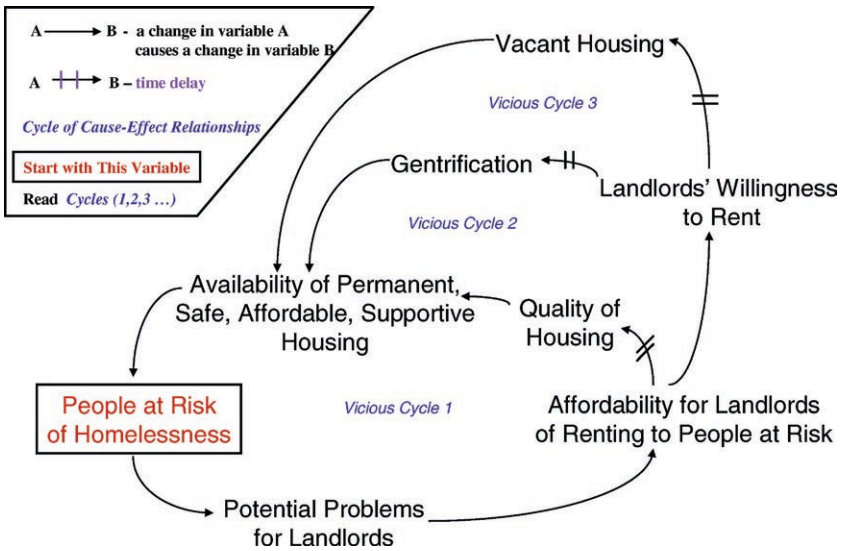 A B - a change in variable A
causes a change in variable B
A B – time delay
Cycle of Cause-Effect Relationships
Start with This Variable
Read Cycles (1,2,3 ...)
Vacant Housing
Vicious Cycle 3
Gentrification
Landlords' Willingness
to Rent
Vicious Cycle 2
Availability of Permanent,
Safe, Affordable, Supportive
Housing
Quality of
Housing
People at Risk
of Homelessness
Vicious Cycle 1
Affordability for Landlords
of Renting to People at Risk
Potential Problems
for Landlords